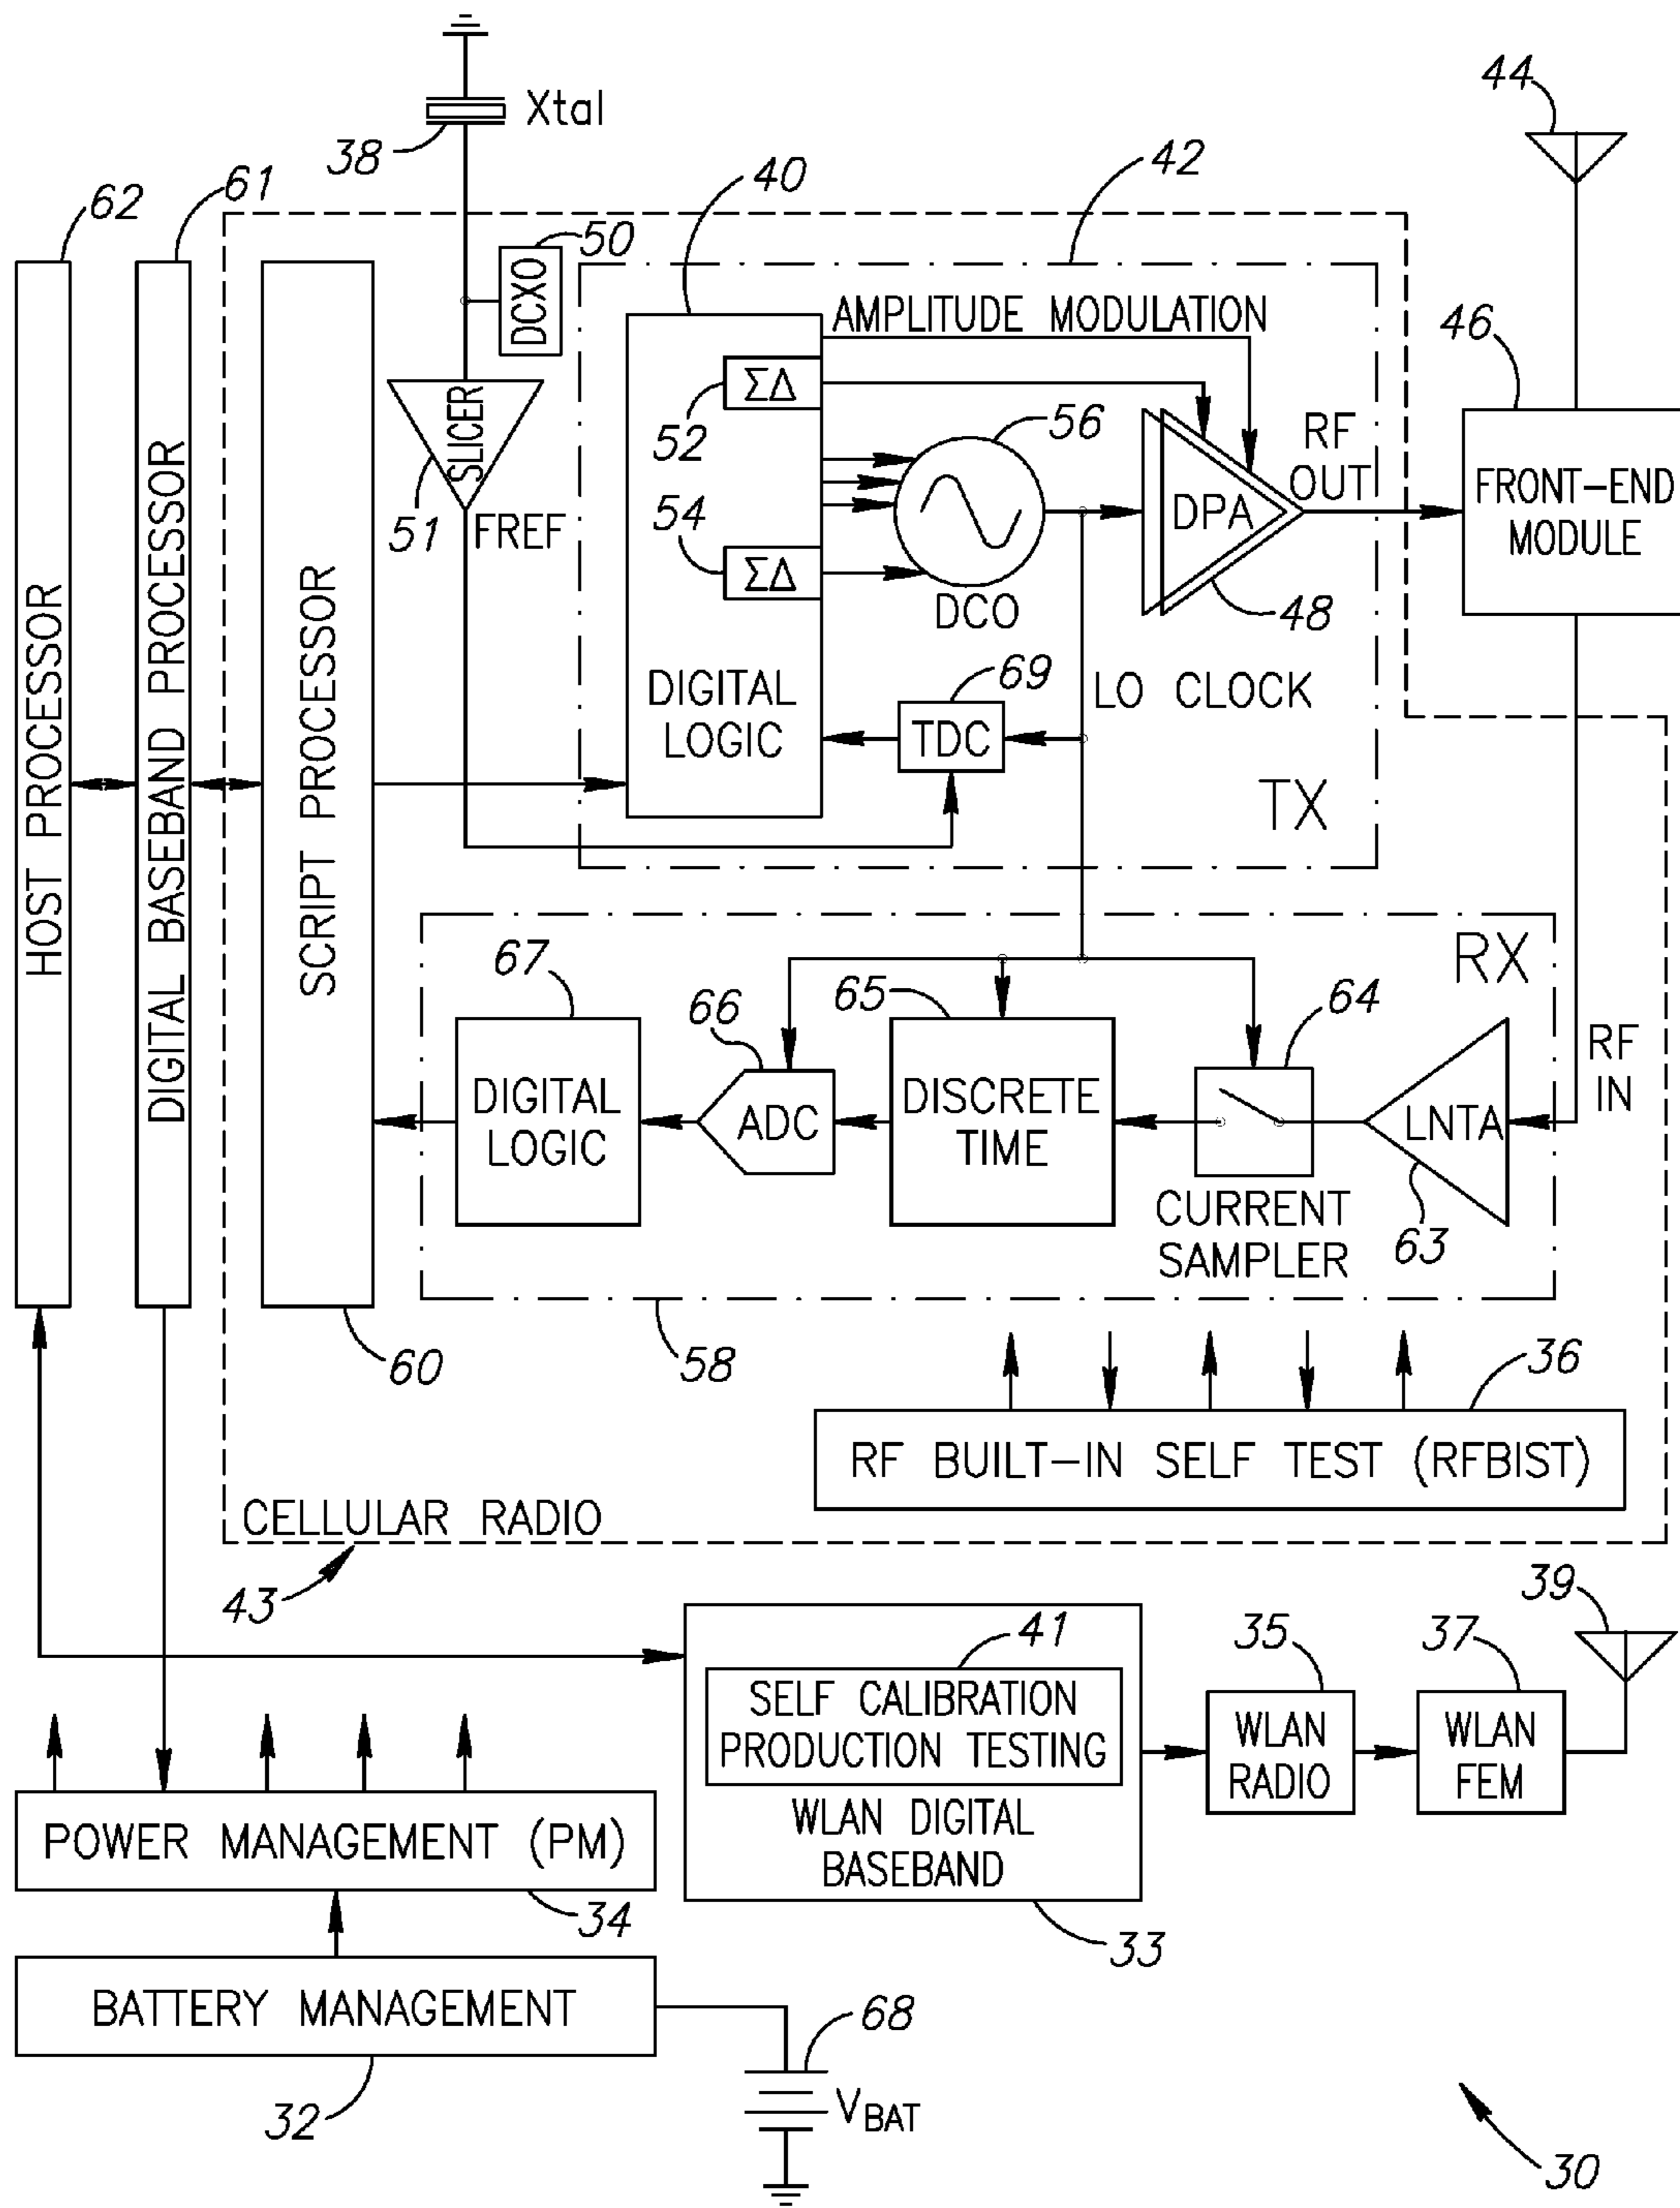 Xtal
38
44
62
61
40
42
50
DCXO
46
AMPLITUDE MODULATION
ΣΔ
52
56
RF
OUT
SLICER
51
FREF
54
ΣΔ
DCO
DPA
48
FRONT-END
MODULE
HOST PROCESSOR
DIGITAL BASEBAND PROCESSOR
SCRIPT PROCESSOR
DIGITAL
LOGIC
69
TDC
LO CLOCK
TX
RX
67
66
65
64
RF
IN
DIGITAL
LOGIC
ADC
DISCRETE
TIME
LNTA
CURRENT
SAMPLER
63
60
58
36
RF BUILT-IN SELF TEST (RFBIST)
CELLULAR RADIO
43
41
SELF CALIBRATION
PRODUCTION TESTING
WLAN DIGITAL
BASEBAND
33
35
WLAN
RADIO
37
WLAN
FEM
39
POWER MANAGEMENT (PM)
34
BATTERY MANAGEMENT
32
68
VBAT
30